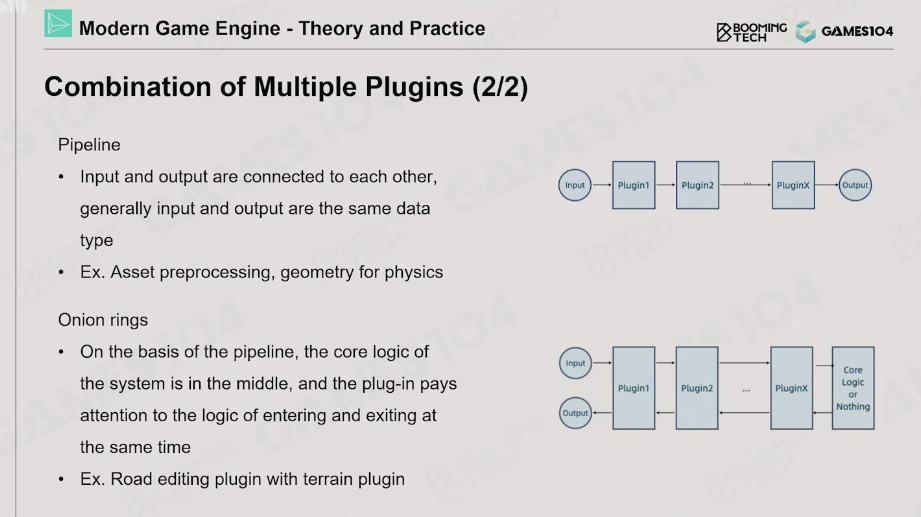 Modern Game Engine - Theory and Practice
BOOMING
TECH
GAMES104
Combination of Multiple Plugins (2/2)
Pipeline
• Input and output are connected to each other,
generally input and output are the same data
type
• Ex. Asset preprocessing, geometry for physics
Input
Plugin1
Plugin2
...
PluginX
Output
Onion rings
• On the basis of the pipeline, the core logic of
the system is in the middle, and the plug-in pays
attention to the logic of entering and exiting at
the same time
• Ex. Road editing plugin with terrain plugin
Input
Output
Plugin1
Plugin2
...
PluginX
Core
Logic
or
Nothing